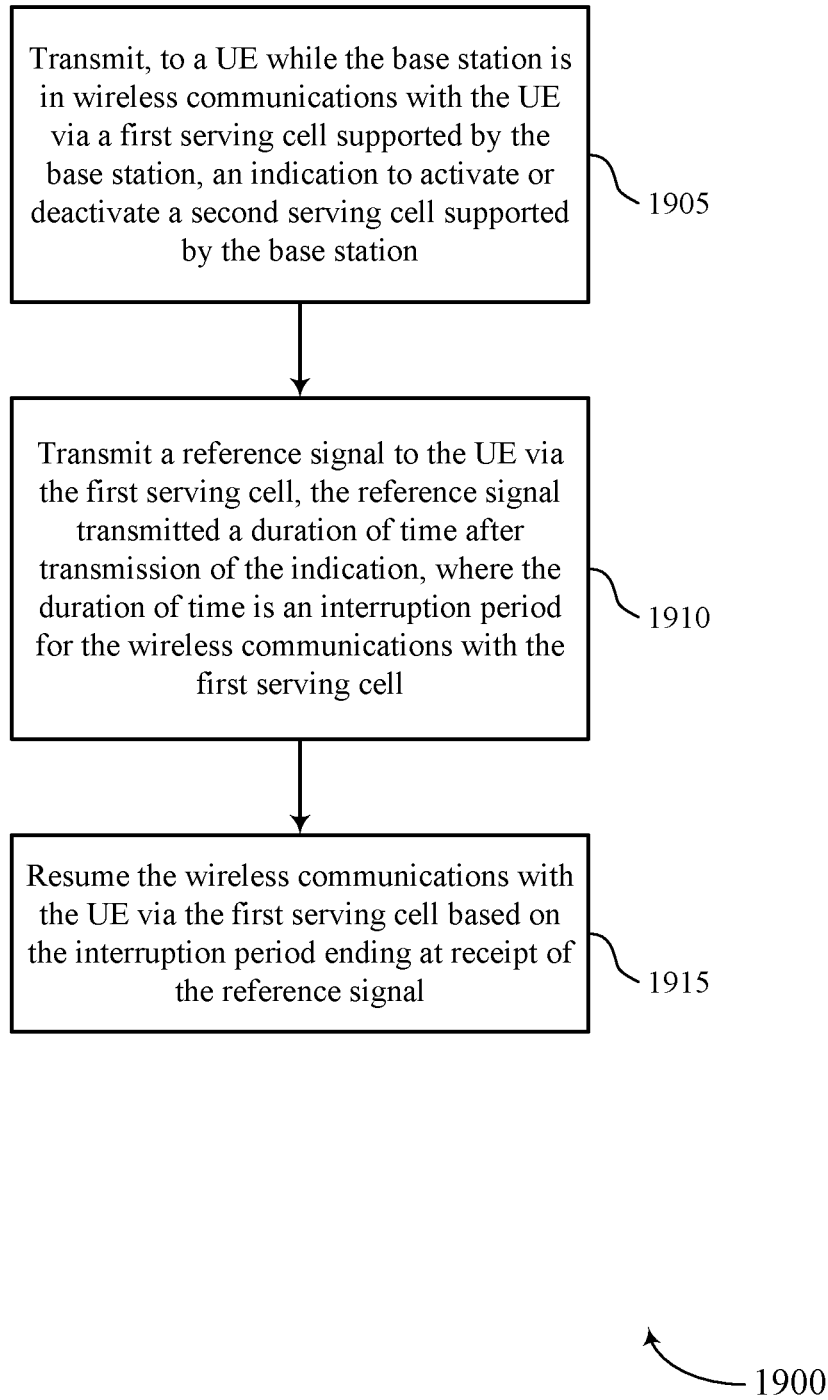 Transmit, to a UE while the base station is
in wireless communications with the UE
via a first serving cell supported by the
base station, an indication to activate or
deactivate a second serving cell supported
by the base station
1905
Transmit a reference signal to the UE via
the first serving cell, the reference signal
transmitted a duration of time after
transmission of the indication, where the
duration of time is an interruption period
for the wireless communications with the
first serving cell
1910
Resume the wireless communications with
the UE via the first serving cell based on
the interruption period ending at receipt of
the reference signal
1915
1900